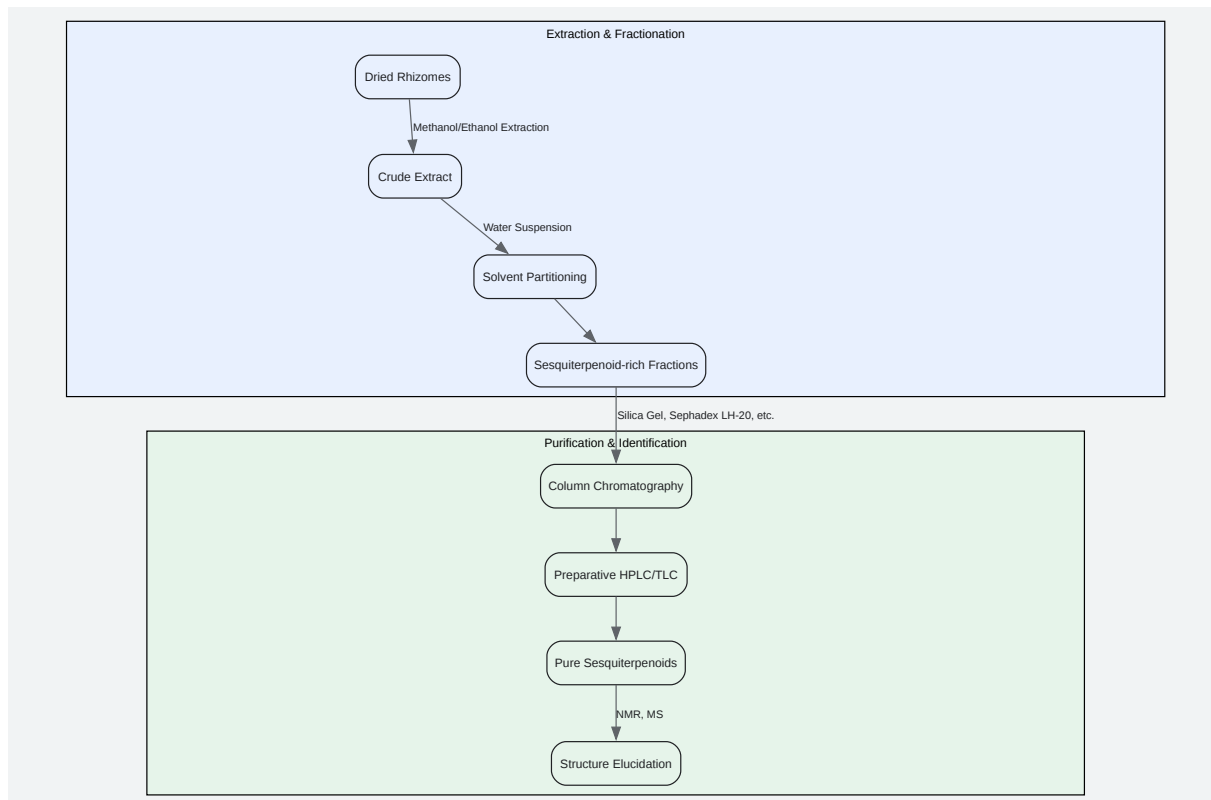 Extraction & Fractionation
Dried Rhizomes
Methanol/Ethanol Extraction
Crude Extract
Water Suspension
Solvent Partitioning
Sesquiterpenoid-rich Fractions
Silica Gel, Sephadex LH-20, etc.
Purification & Identification
Column Chromatography
Preparative HPLC/TLC
Pure Sesquiterpenoids
NMR, MS
Structure Elucidation